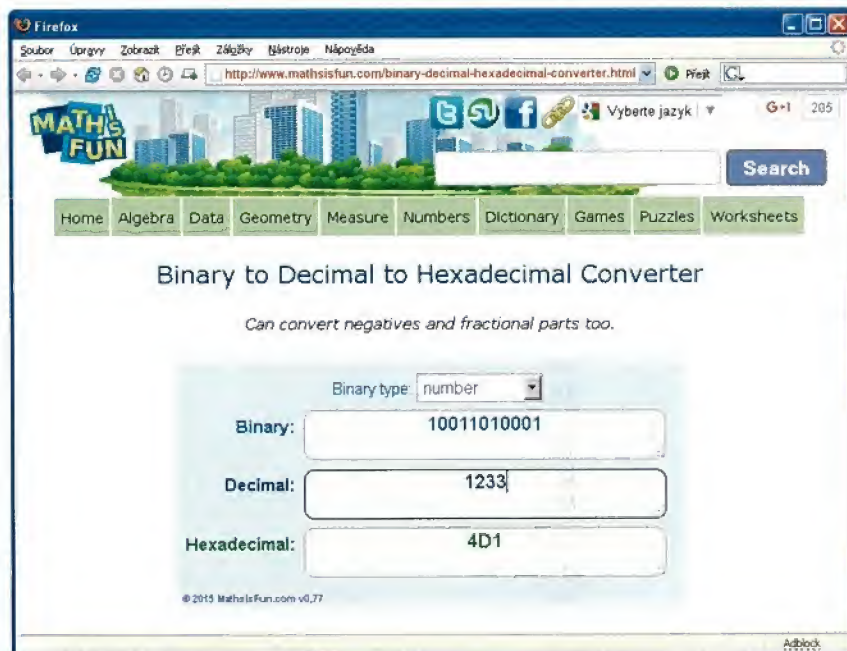 Firefox
Soubor Úpravy Zobrazit Přejít Záložky Nástroje Nápověda
http://www.mathsisfun.com/binary-decimal-hexadecimal-converter.html Přejít G
MATHS FUN
Vyberte jazyk G+1 205
Search
Home Algebra Data Geometry Measure Numbers Dictionary Games Puzzles Worksheets
Binary to Decimal to Hexadecimal Converter
Can convert negatives and fractional parts too.
Binary type: number
Binary: 10011010001
Decimal: 1233
Hexadecimal: 4D1
© 2015 MathsIsFun.com v0,77
Adblock